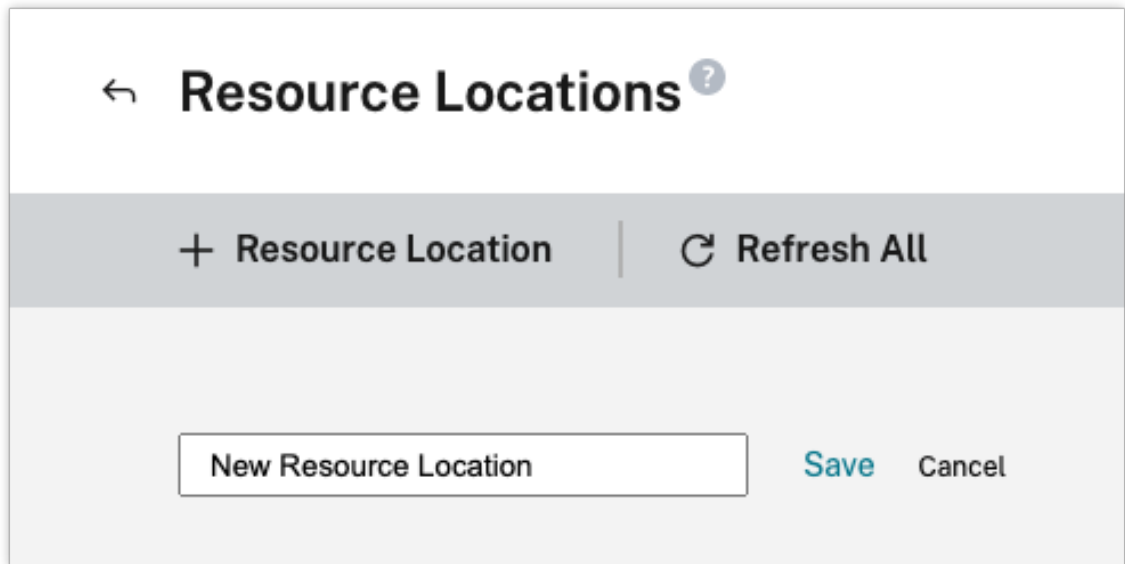 Resource Locations ?
+ Resource Location Refresh All
New Resource Location Save Cancel